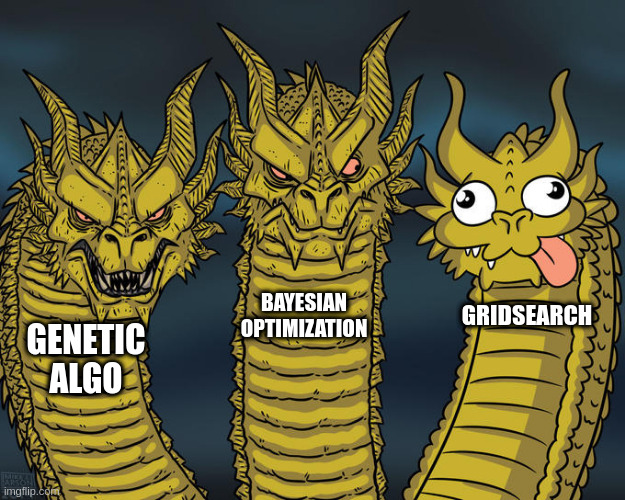 GENETIC
ALGO
BAYESIAN
OPTIMIZATION
GRIDSEARCH
imgflip.com